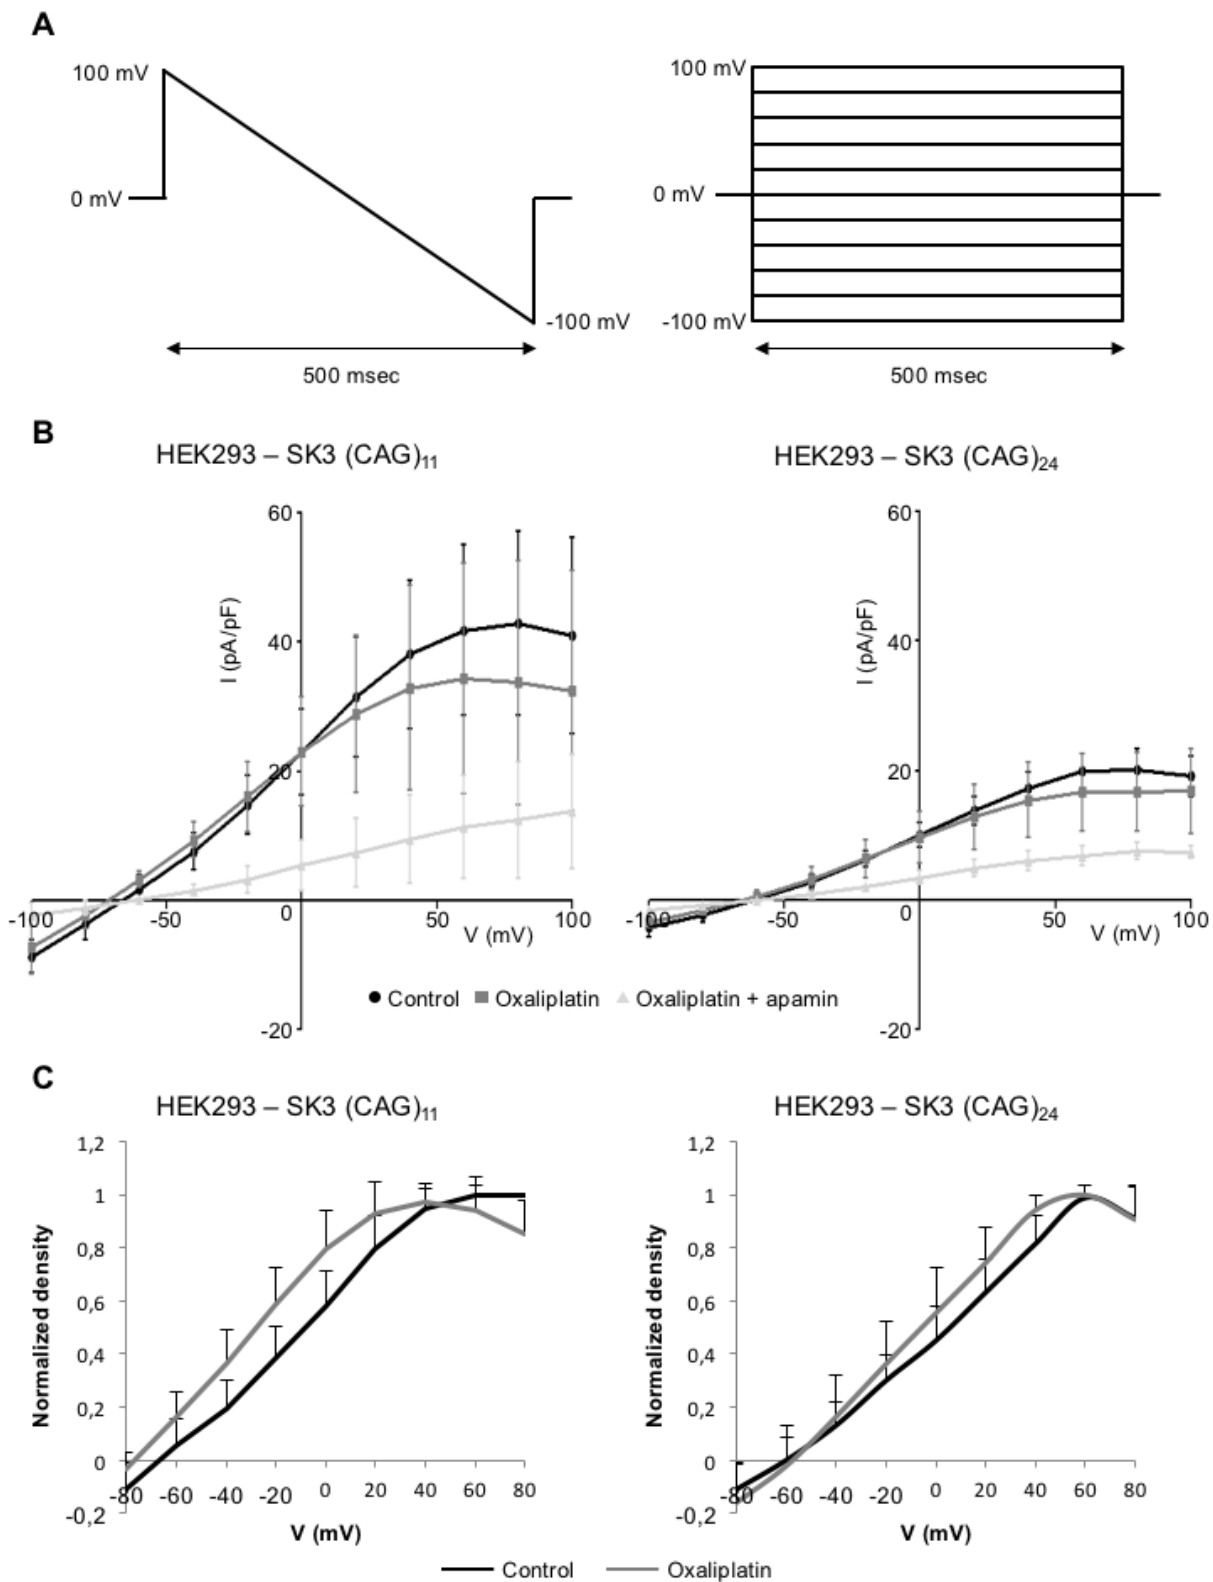 A
100 mV
0 mV
-100 mV
500 msec
100 mV
0 mV
-100 mV
500 msec
B
HEK293 – SK3 (CAG)11
60
40
20
-20
I (pA/pF)
-100
-50
0
50
100
V (mV)
HEK293 – SK3 (CAG)24
60
40
20
-20
I (pA/pF)
-100
-50
0
50
100
V (mV)
Control Oxaliplatin Oxaliplatin + apamin
C
HEK293 – SK3 (CAG)11
1,2
1
0,8
0,6
0,4
0,2
0
-0,2
Normalized density
-80 -60 -40 -20 0 20 40 60 80
V (mV)
HEK293 – SK3 (CAG)24
1,2
1
0,8
0,6
0,4
0,2
0
-0,2
Normalized density
-80 -60 -40 -20 0 20 40 60 80
V (mV)
Control Oxaliplatin